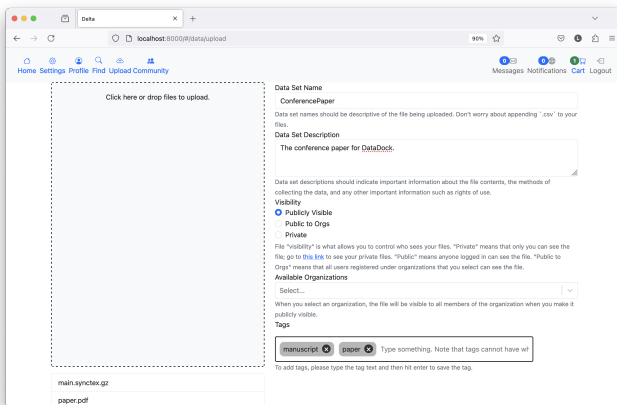 Delta
localhost:8000/#/data/upload
90%
Home Settings Profile Find Upload Community
0 0 1
Messages Notifications Cart Logout
Click here or drop files to upload.
main.synctex.gz
paper.pdf
Data Set Name
ConferencePaper
Data set names should be descriptive of the file being uploaded. Don't worry about appending `.csv` to your
files.
Data Set Description
The conference paper for DataDock.
Data set descriptions should indicate important information about the file contents, the methods of
collecting the data, and any other important information such as rights of use.
Visibility
Publicly Visible
Public to Orgs
Private
File "visibility" is what allows you to control who sees your files. "Private" means that only you can see the
file; go to this link to see your private files. "Public" means anyone logged in can see the file. "Public to
Orgs" means that all users registered under organizations that you select can see the file.
Available Organizations
Select...
When you select an organization, the file will be visible to all members of the organization when you make it
publicly visible.
Tags
manuscript paper Type something. Note that tags cannot have wh
To add tags, please type the tag text and then hit enter to save the tag.